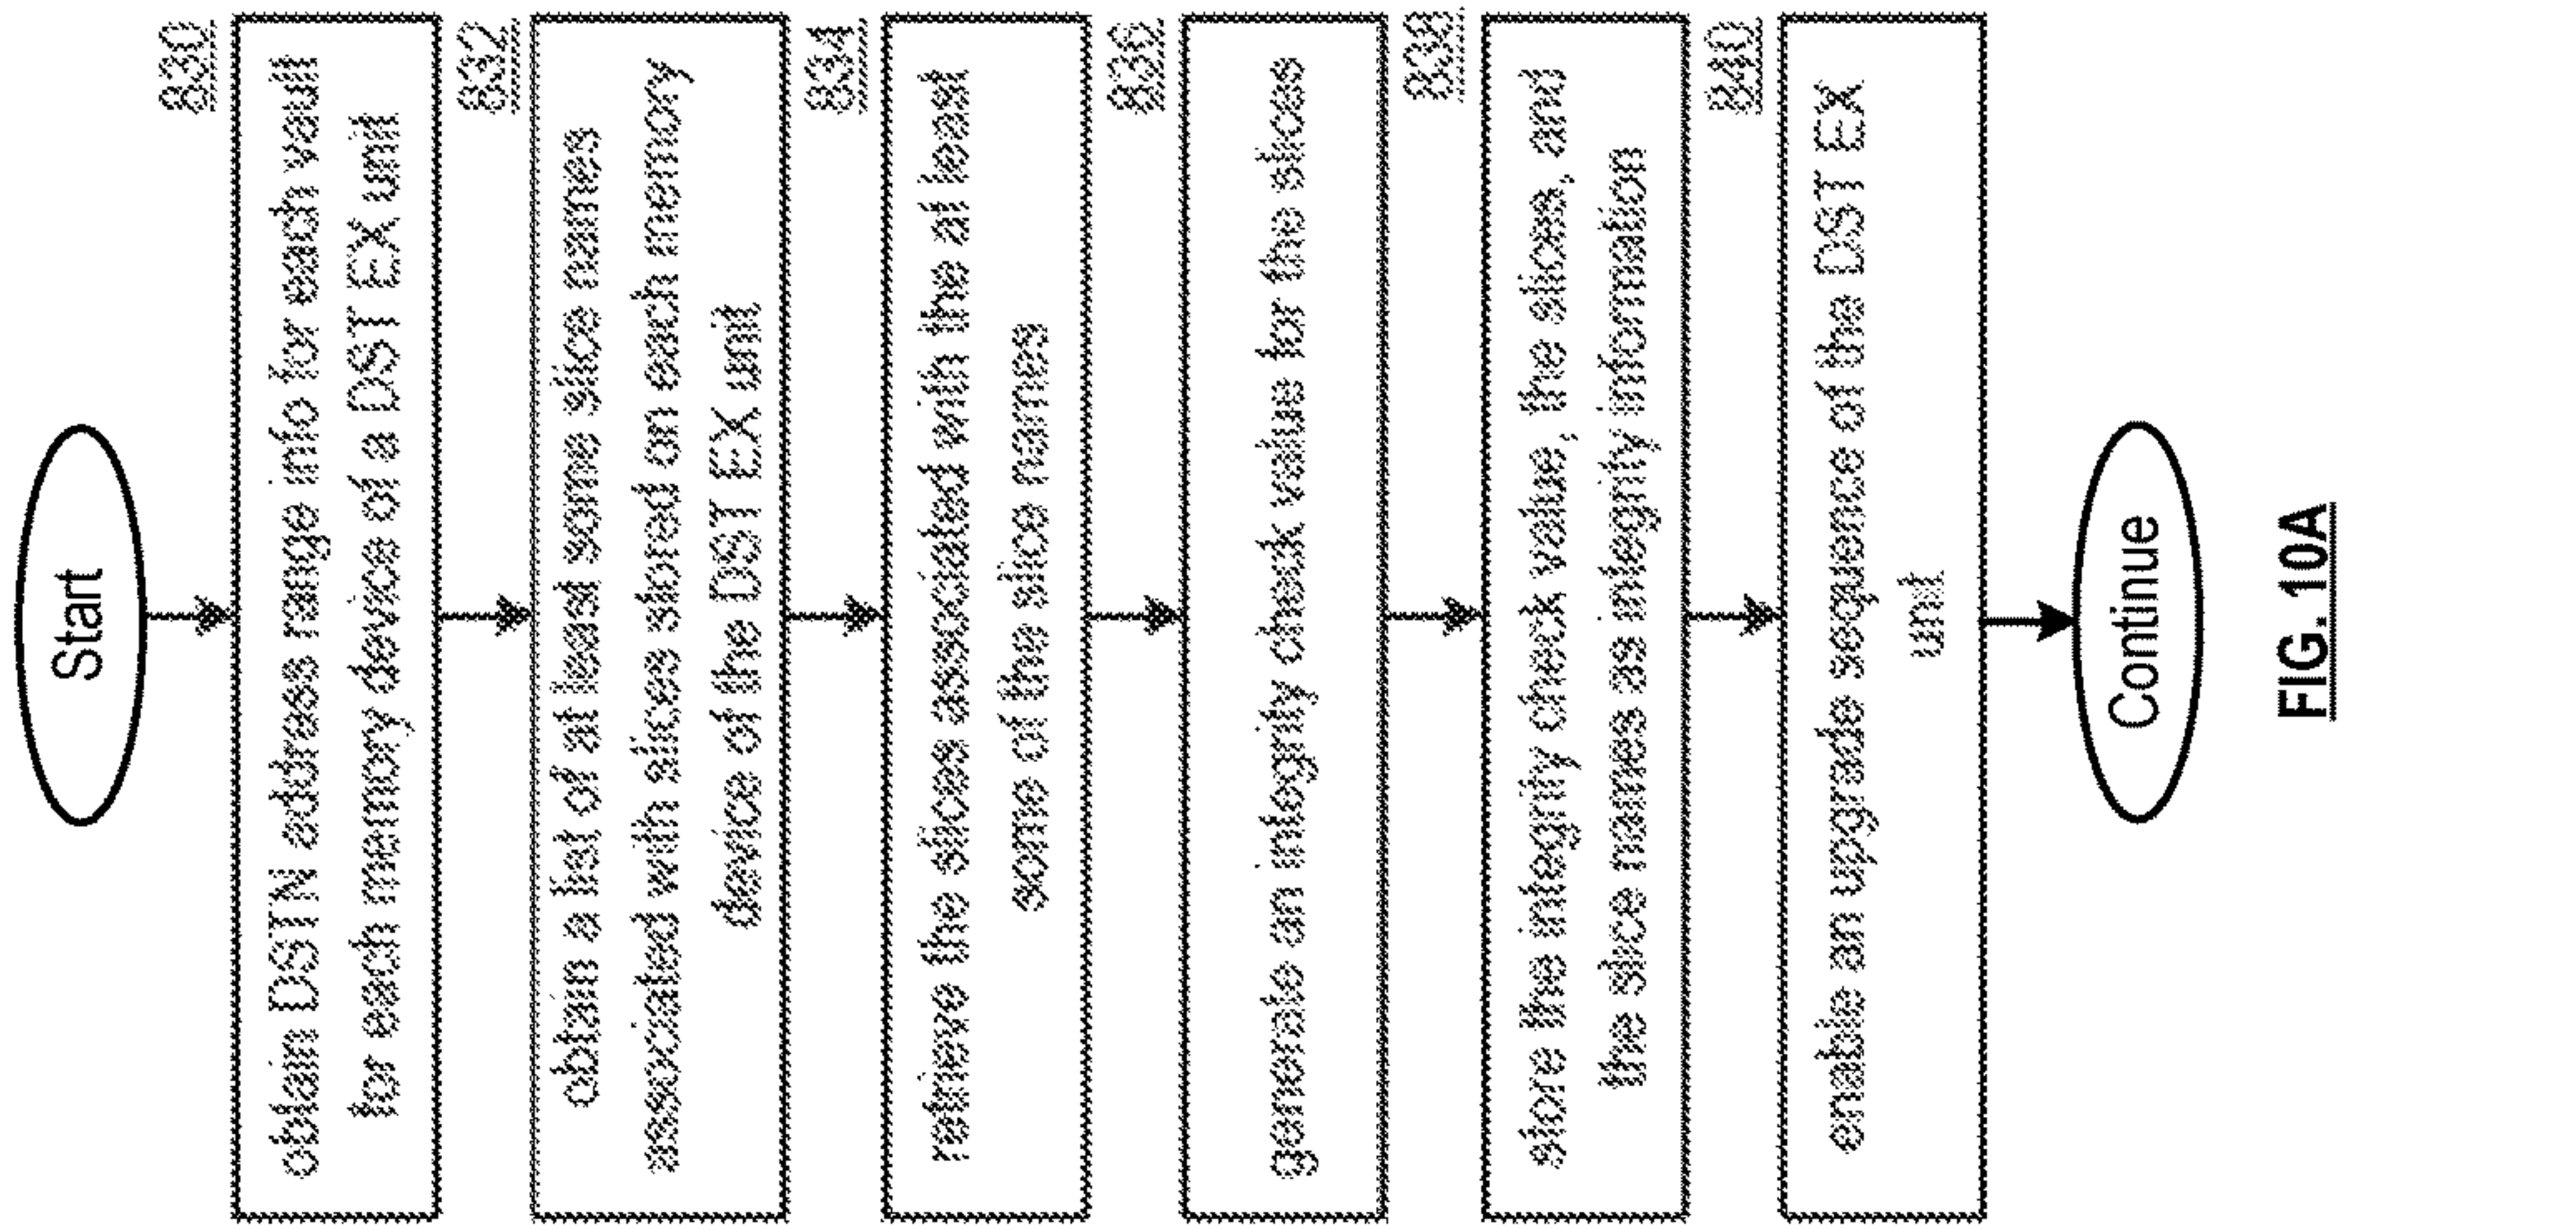 Start
830
obtain DSTN address range info for each vault
for each memory device of a DST EX unit
832
obtain a list of at least some slice names
associated with slices stored on each memory
device of the DST EX unit
834
retrieve the slices associated with the at least
some of the slice names
836
generate an integrity check value for the slices
838
store the integrity check value, the slices, and
the slice names as integrity information
840
enable an upgrade sequence of the DST EX
unit
Continue
FIG. 10A